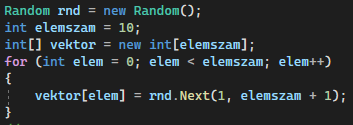 Random rnd = new Random();
int elemszam = 10;
int[] vektor = new int[elemszam];
for (int elem = 0; elem < elemszam; elem++)
{
    vektor[elem] = rnd.Next(1, elemszam + 1);
}